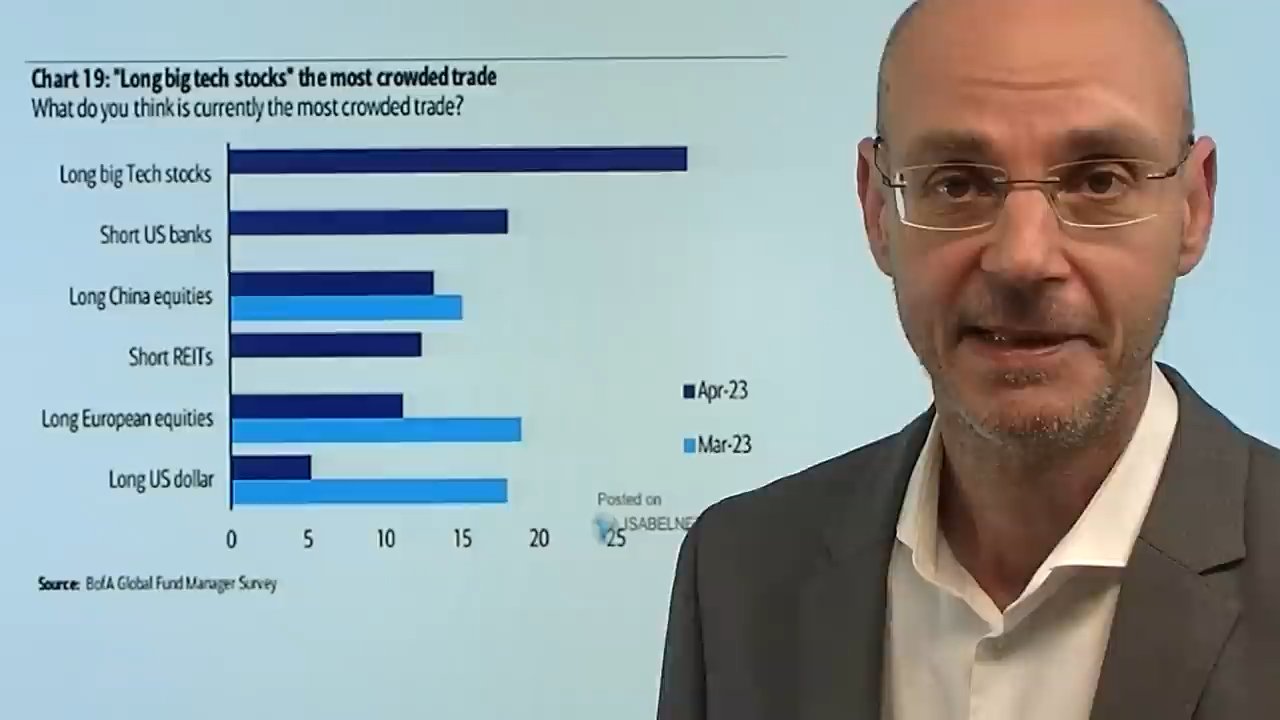 Chart 19: "Long big tech stocks" the most crowded trade
What do you think is currently the most crowded trade?
Long big Tech stocks
Short US banks
Long China equities
Short REITs
Long European equities
Long US dollar
Apr-23
Mar-23
Posted on
ISABELNE
0 5 10 15 20 25
Source: BofA Global Fund Manager Survey